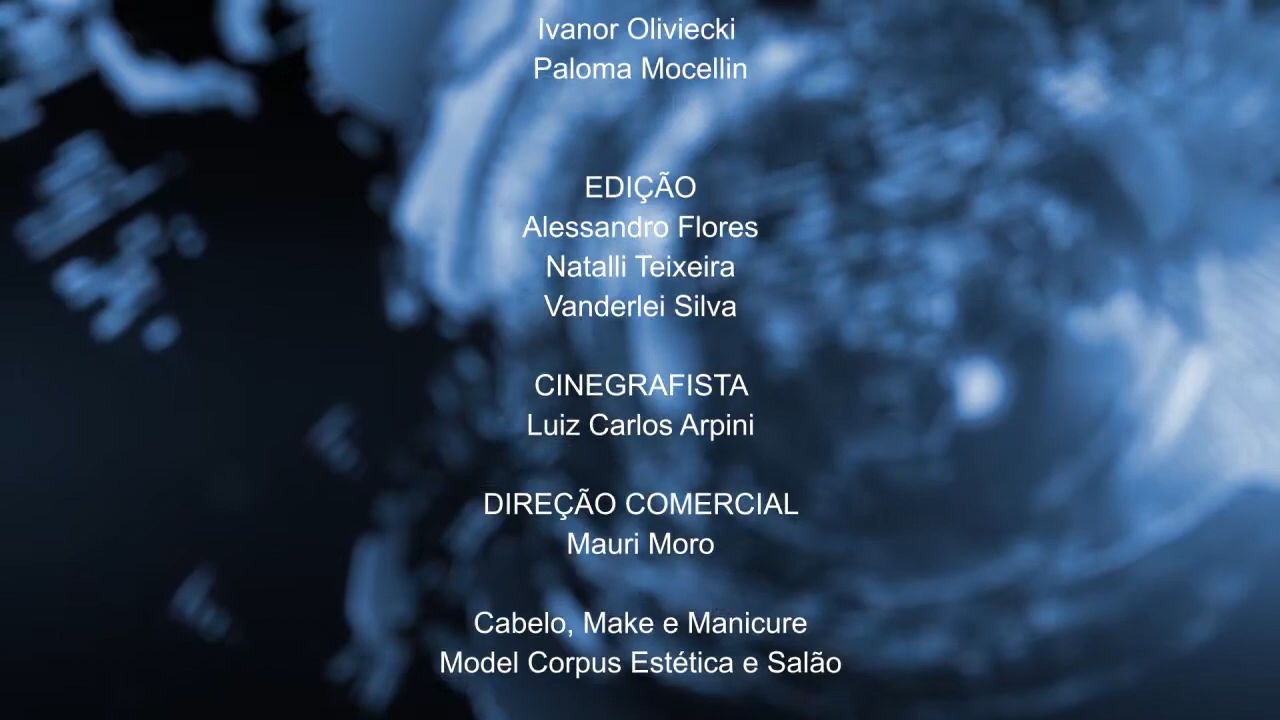 Ivanor Oliviecki
Paloma Mocellin
EDIÇÃO
Alessandro Flores
Natalli Teixeira
Vanderlei Silva
CINEGRAFISTA
Luiz Carlos Arpini
DIREÇÃO COMERCIAL
Mauri Moro
Cabelo, Make e Manicure
Model Corpus Estética e Salão